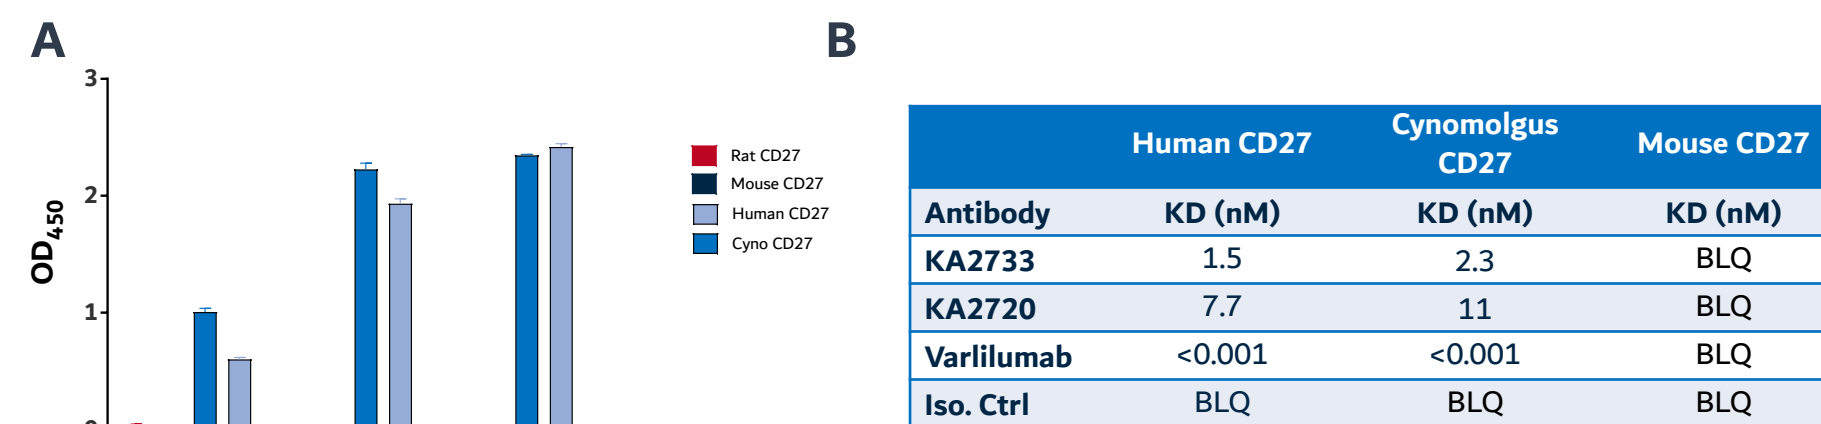 A
3
2
1
0
OD450
Rat CD27
Mouse CD27
Human CD27
Cyno CD27
B
Human CD27 Cynomolgus CD27 Mouse CD27
Antibody KD (nM) KD (nM) KD (nM)
KA2733 1.5 2.3 BLQ
KA2720 7.7 11 BLQ
Varlilumab <0.001 <0.001 BLQ
Iso. Ctrl BLQ BLQ BLQ